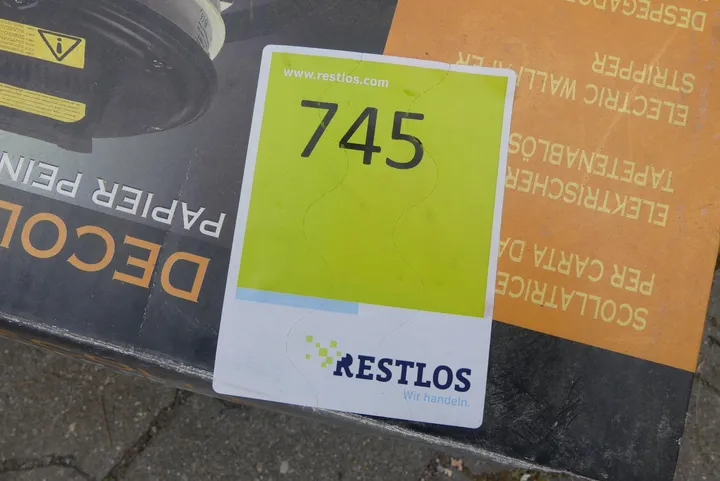 www.restlos.com
745
RESTLOS
Wir handeln.
PAPIER PEIN
DECOL
SCOLLATRICE
PER CARTA DA
ELEKTRISCHER
TAPETENABLÖS
ELECTRIC WALLPAPER
STRIPPER
DESPEGADO